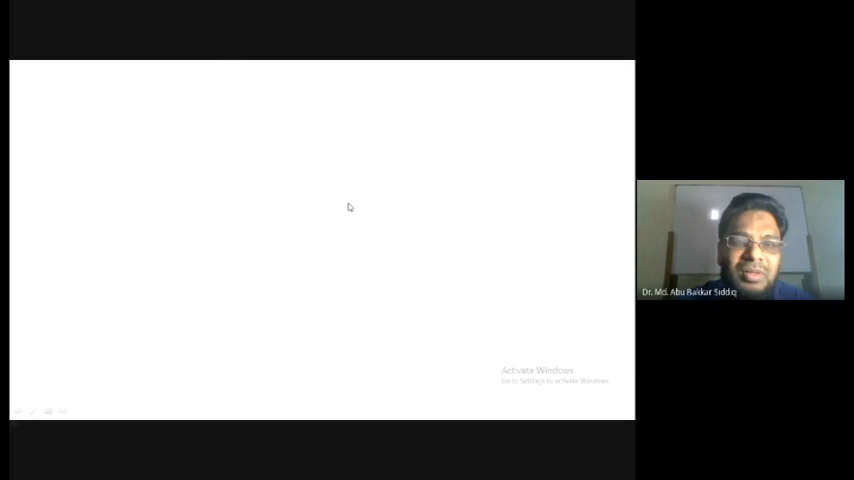 Activate Windows
Go to Settings to activate Windows.
Dr. Md. Abu Bakkar Siddiq